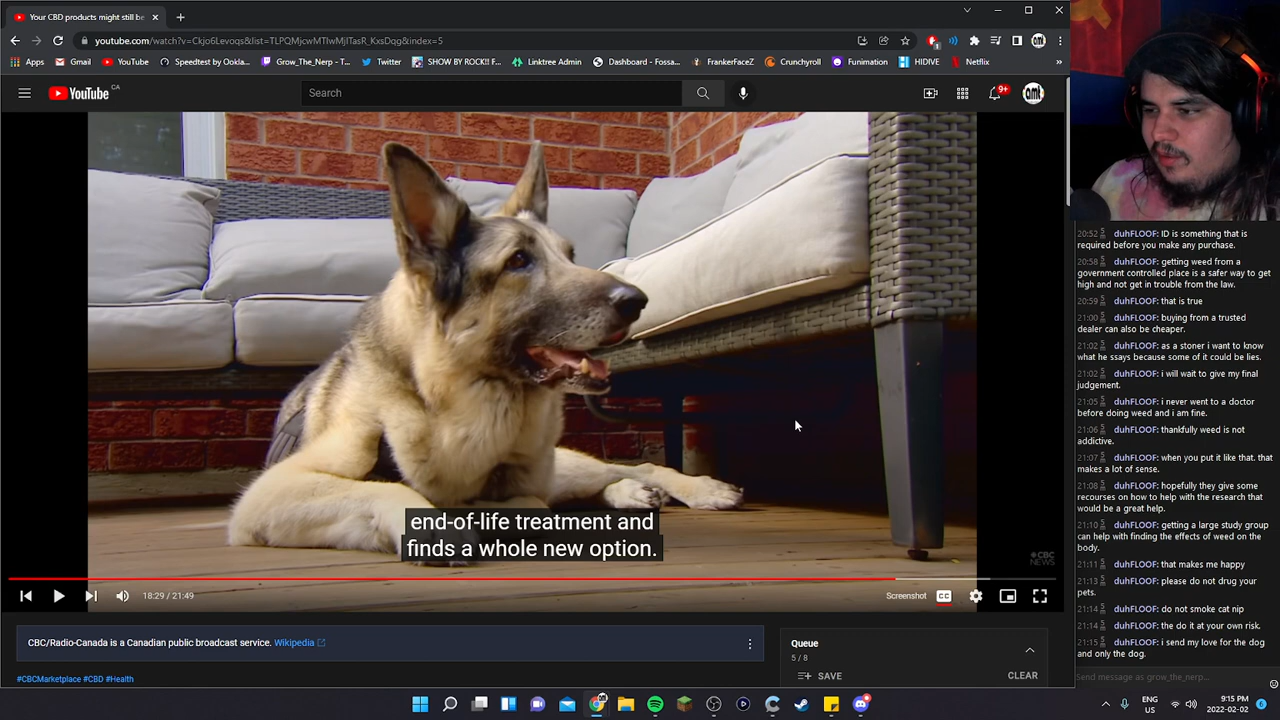 Your CBD products might still be
youtube.com/watch?v=Ckjo6Levoqs&list=TLPQMjcwMTIwMjITasR_KxsDqg&index=5
Apps Gmail YouTube Speedtest by Ookla... Grow_The_Nerp - T... Twitter SHOW BY ROCK!! F... Linktree Admin Dashboard - Fossa... FrankerFaceZ Crunchyroll Funimation HIDIVE Netflix »
YouTube CA
Search
9+
amt
end-of-life treatment and
finds a whole new option.
CBC
NEWS
18:29 / 21:49
Screenshot CC
CBC/Radio-Canada is a Canadian public broadcast service. Wikipedia
#CBCMarketplace #CBD #Health
Queue
5 / 8
SAVE
CLEAR
20:52 duhFLOOF: ID is something that is
required before you make any purchase.
20:58 duhFLOOF: getting weed from a
government controlled place is a safer way to get
high and not get in trouble from the law.
20:59 duhFLOOF: that is true
21:00 duhFLOOF: buying from a trusted
dealer can also be cheaper.
21:02 duhFLOOF: as a stoner i want to know
what he ssays because some of it could be lies.
21:02 duhFLOOF: i will wait to give my final
judgement.
21:05 duhFLOOF: i never went to a doctor
before doing weed and i am fine.
21:06 duhFLOOF: thankfully weed is not
addictive.
21:07 duhFLOOF: when you put it like that. that
makes a lot of sense.
21:08 duhFLOOF: hopefully they give some
recourses on how to help with the research that
would be a great help.
21:10 duhFLOOF: getting a large study group
can help with finding the effects of weed on the
body.
21:11 duhFLOOF: that makes me happy
21:13 duhFLOOF: please do not drug your
pets.
21:14 duhFLOOF: do not smoke cat nip
21:14 duhFLOOF: the do it at your own risk.
21:15 duhFLOOF: i send my love for the dog
and only the dog.
Send message as grow_the_nerp...
ENG
US
9:15 PM
2022-02-02